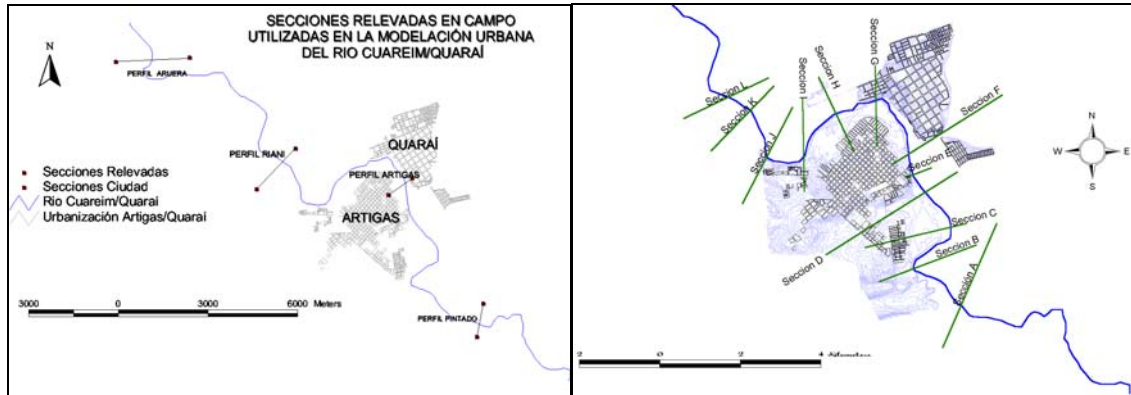 SECCIONES RELEVADAS EN CAMPO
UTILIZADAS EN LA MODELACIÓN URBANA
DEL RIO CUAREIM/QUARAÍ
N
PERFIL ARUERA
PERFIL RIANI
QUARAÍ
PERFIL ARTIGAS
ARTIGAS
Secciones Relevadas
Secciones Ciudad
Rio Cuareim/Quarai
Urbanización Artigas/Quarai
3000 0 3000 6000 Meters
PERFIL PINTADO
Seccion L
Seccion K
Seccion J
Seccion I
Seccion H
Seccion G
Seccion F
Seccion E
Seccion D
Seccion C
Seccion B
Sección A
N
W E
S
2 0 2 4